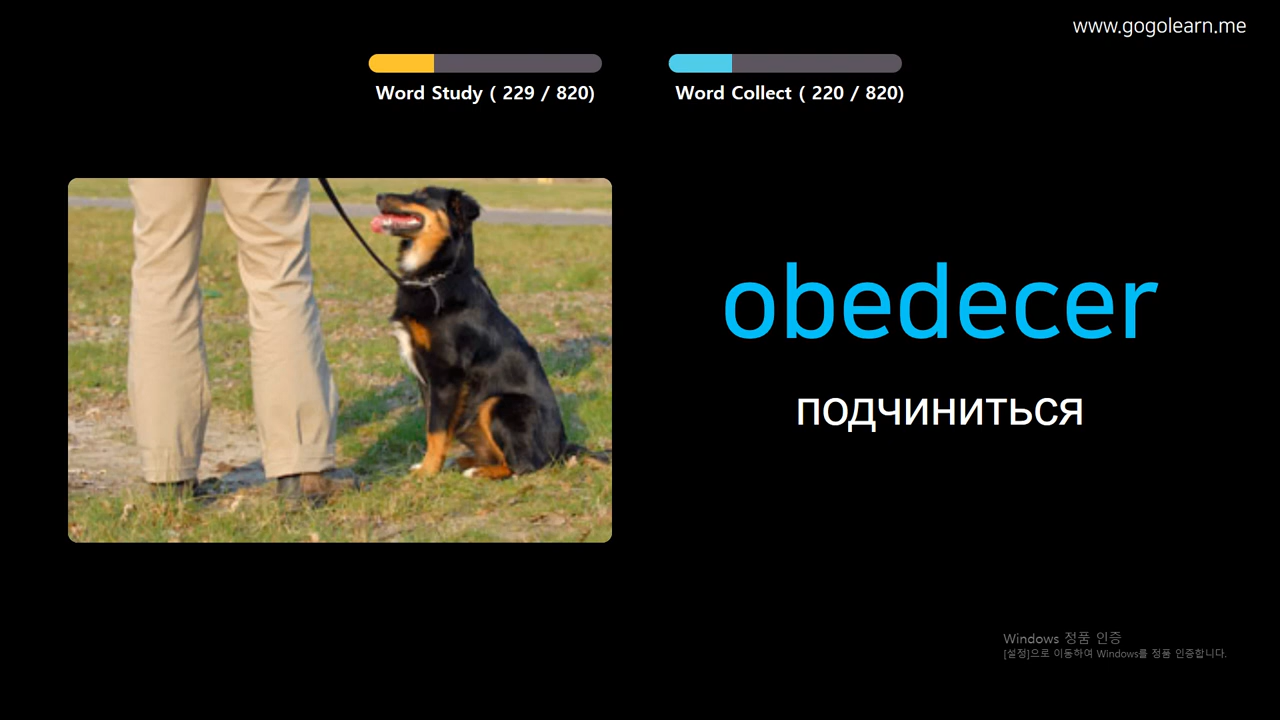 www.gogolearn.me
Word Study ( 229 / 820)
Word Collect ( 220 / 820)
obedecer
подчиниться
Windows 정품 인증
[설정]으로 이동하여 Windows를 정품 인증합니다.